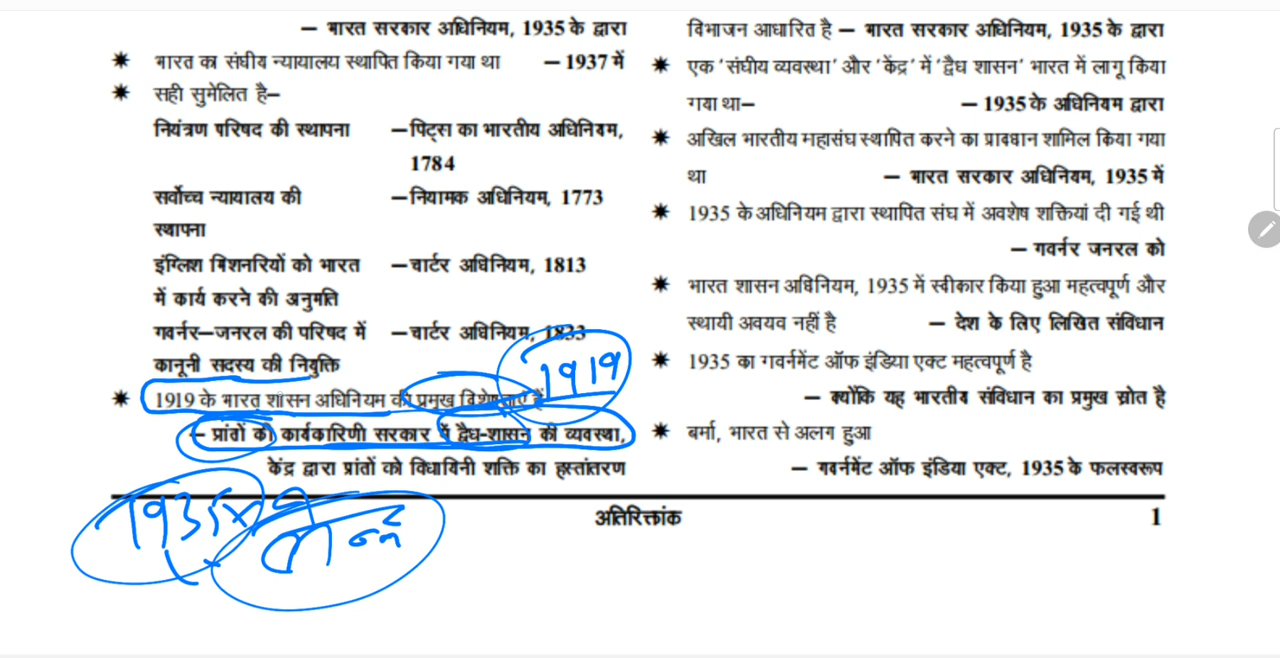 – भारत सरकार अधिनियम, 1935 के द्वारा
✷ भारत का संघीय न्यायालय स्थापित किया गया था – 1937 में
✷ सही सुमेलित है–
नियंत्रण परिषद की स्थापना – पिट्स का भारतीय अधिनियम,
1784
सर्वोच्च न्यायालय की – नियामक अधिनियम, 1773
स्थापना
इंग्लिश मिशनरियों को भारत – चार्टर अधिनियम, 1813
में कार्य करने की अनुमति
गवर्नर–जनरल की परिषद में – चार्टर अधिनियम, 1833
कानूनी सदस्य की नियुक्ति
1919
✷ 1919 के भारत शासन अधिनियम की प्रमुख विशेषताएं हैं
– प्रांतों की कार्यकारिणी सरकार में द्वैध-शासन की व्यवस्था,
केंद्र द्वारा प्रांतों को विधायिनी शक्ति का हस्तांतरण
1935
विभाजन आधारित है – भारत सरकार अधिनियम, 1935 के द्वारा
✷ एक 'संघीय व्यवस्था' और 'केंद्र' में 'द्वैध शासन' भारत में लागू किया
गया था– – 1935 के अधिनियम द्वारा
✷ अखिल भारतीय महासंघ स्थापित करने का प्रावधान शामिल किया गया
था – भारत सरकार अधिनियम, 1935 में
✷ 1935 के अधिनियम द्वारा स्थापित संघ में अवशेष शक्तियां दी गई थी
– गवर्नर जनरल को
✷ भारत शासन अधिनियम, 1935 में स्वीकार किया हुआ महत्वपूर्ण और
स्थायी अवयव नहीं है – देश के लिए लिखित संविधान
✷ 1935 का गवर्नमेंट ऑफ इंडिया एक्ट महत्वपूर्ण है
– क्योंकि यह भारतीय संविधान का प्रमुख स्रोत है
✷ बर्मा, भारत से अलग हुआ
– गवर्नमेंट ऑफ इंडिया एक्ट, 1935 के फलस्वरूप
अतिरिक्तांक 1